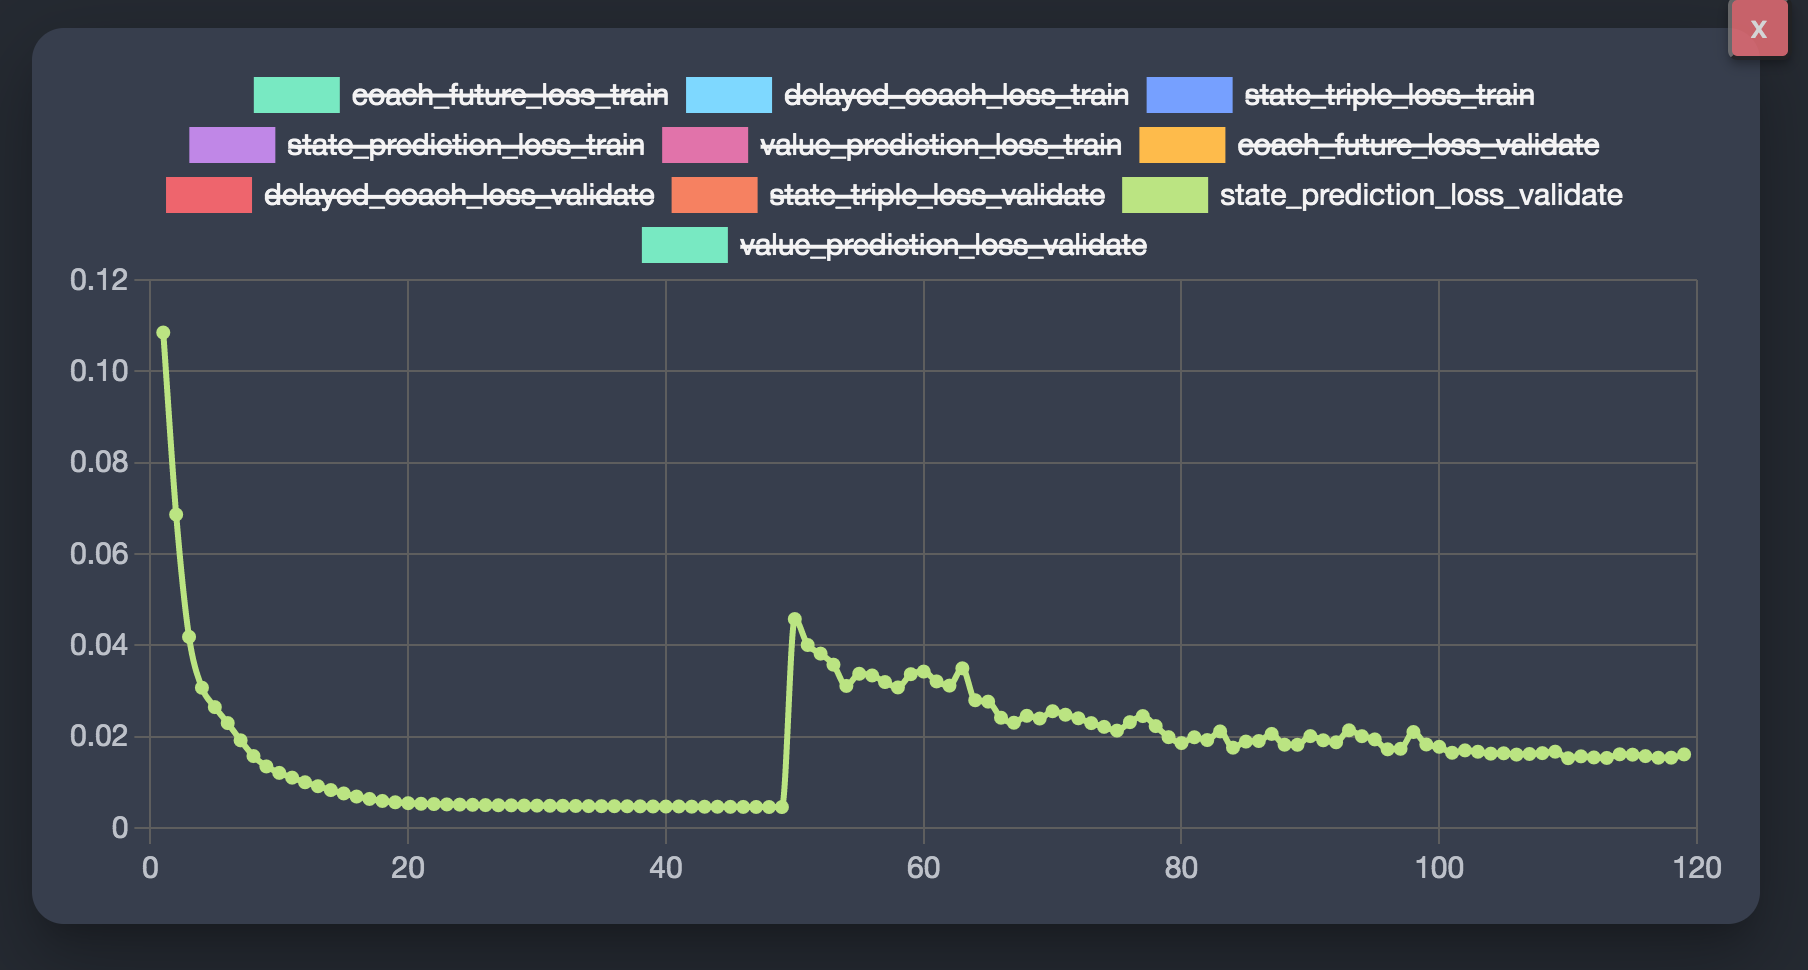 x
coach_future_loss_train delayed_coach_loss_train state_triple_loss_train
state_prediction_loss_train value_prediction_loss_train coach_future_loss_validate
delayed_coach_loss_validate state_triple_loss_validate state_prediction_loss_validate
value_prediction_loss_validate
0.12
0.10
0.08
0.06
0.04
0.02
0
0 20 40 60 80 100 120